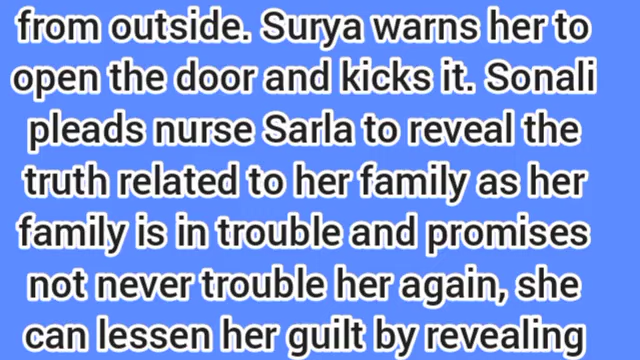 from outside. Surya warns her to
open the door and kicks it. Sonali
pleads nurse Sarla to reveal the
truth related to her family as her
family is in trouble and promises
not never trouble her again, she
can lessen her guilt by revealing